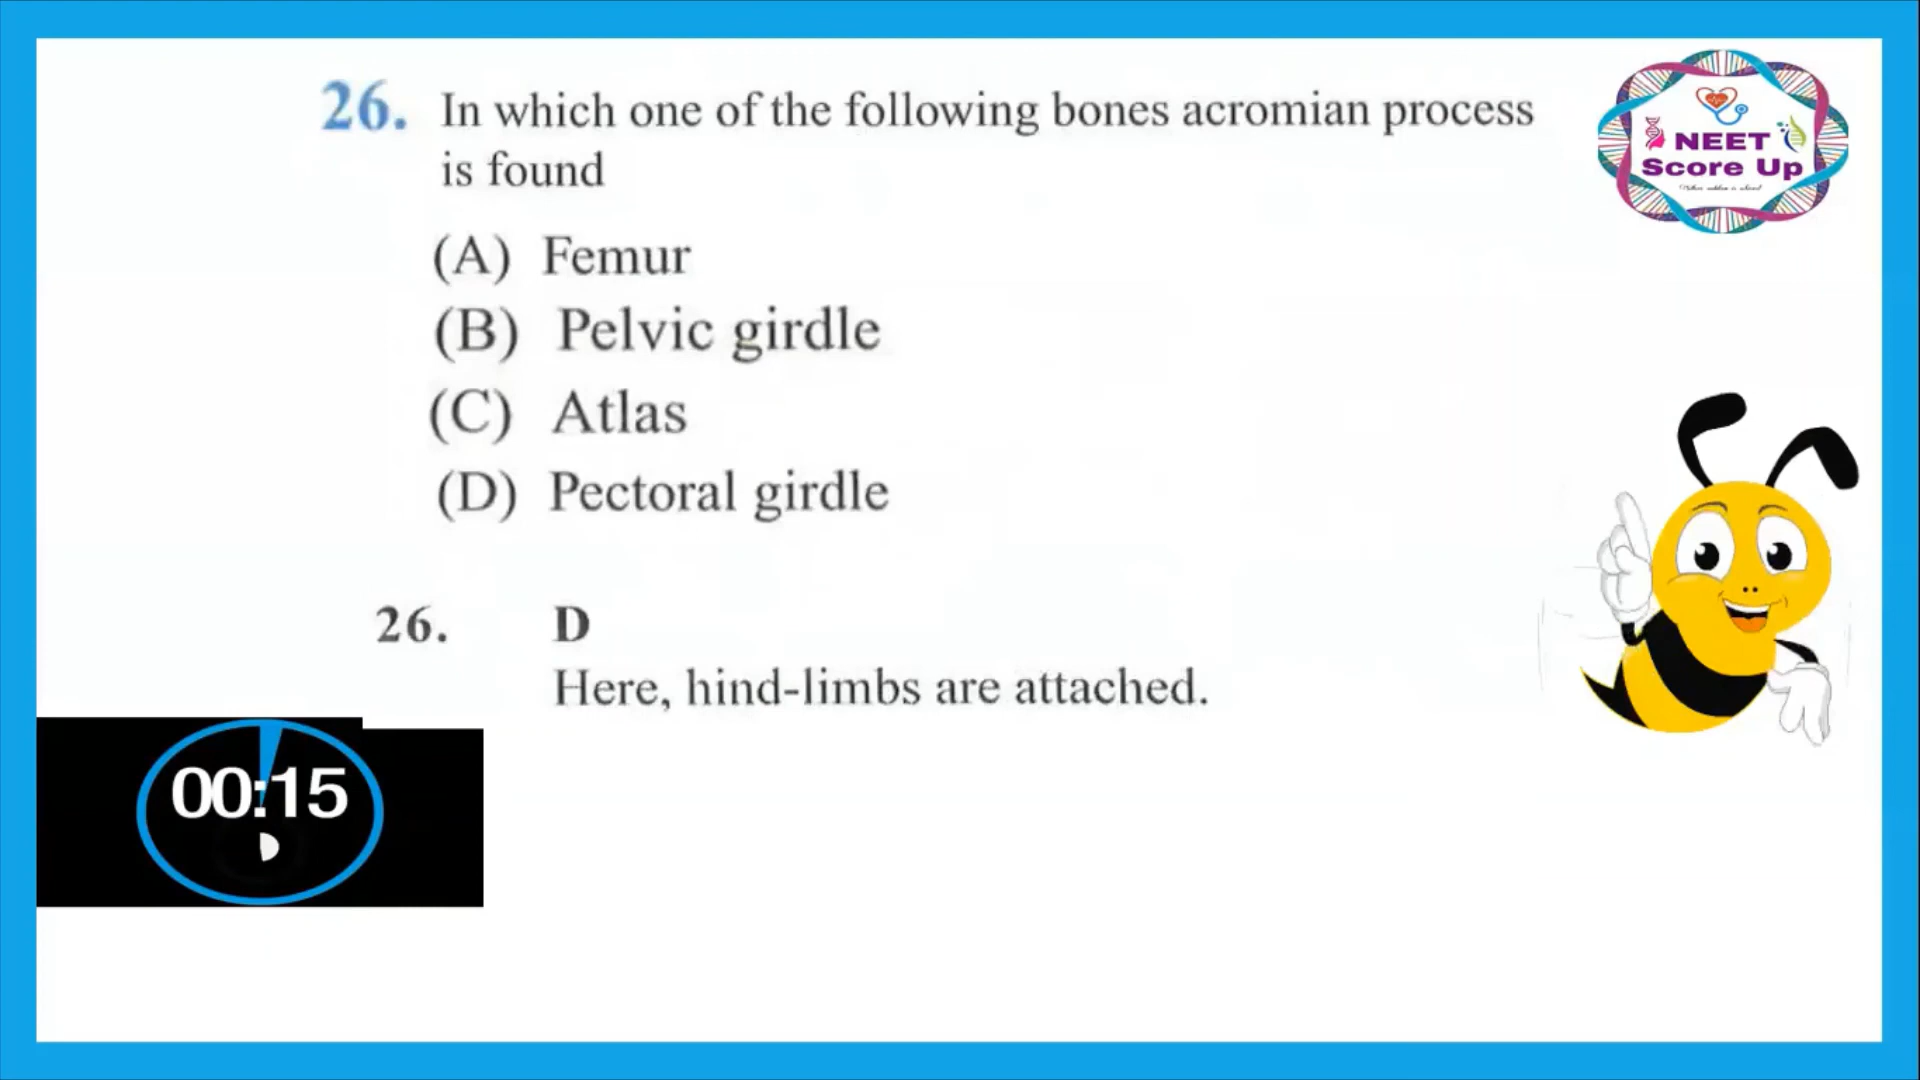 26. In which one of the following bones acromian process
is found
(A) Femur
(B) Pelvic girdle
(C) Atlas
(D) Pectoral girdle
26. D
Here, hind-limbs are attached.
NEET
Score Up
00:15